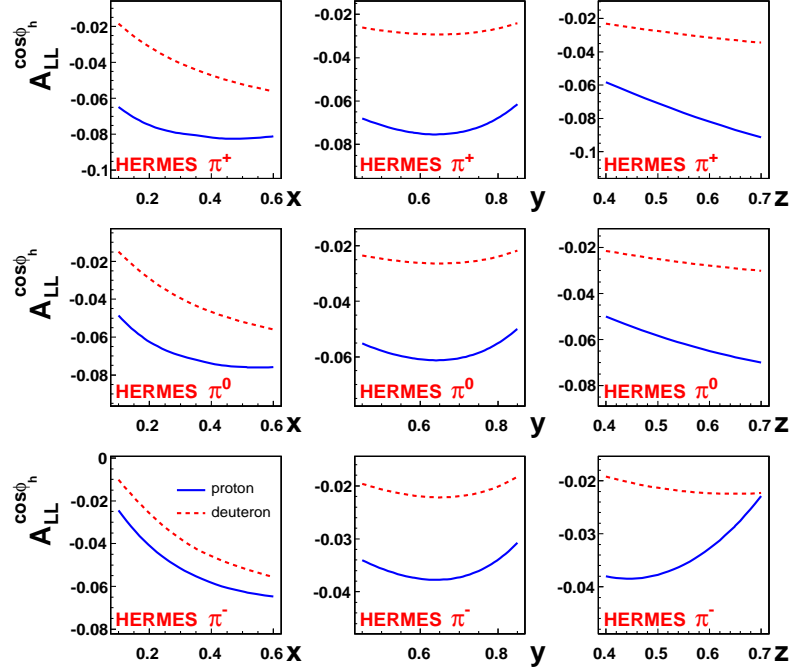 A_LL^cosφ_h
-0.02
-0.04
-0.06
-0.08
-0.1
HERMES π⁺
0.2 0.4 0.6 x
-0.02
-0.04
-0.06
-0.08
HERMES π⁺
0.6 0.8 y
-0.02
-0.04
-0.06
-0.08
-0.1
HERMES π⁺
0.4 0.5 0.6 0.7 z
A_LL^cosφ_h
-0.02
-0.04
-0.06
-0.08
HERMES π⁰
0.2 0.4 0.6 x
-0.02
-0.04
-0.06
HERMES π⁰
0.6 0.8 y
-0.02
-0.04
-0.06
-0.08
HERMES π⁰
0.4 0.5 0.6 0.7 z
A_LL^cosφ_h
0
-0.02
-0.04
-0.06
-0.08
proton
deuteron
HERMES π⁻
0.2 0.4 0.6 x
-0.02
-0.03
-0.04
HERMES π⁻
0.6 0.8 y
-0.02
-0.03
-0.04
HERMES π⁻
0.4 0.5 0.6 0.7 z